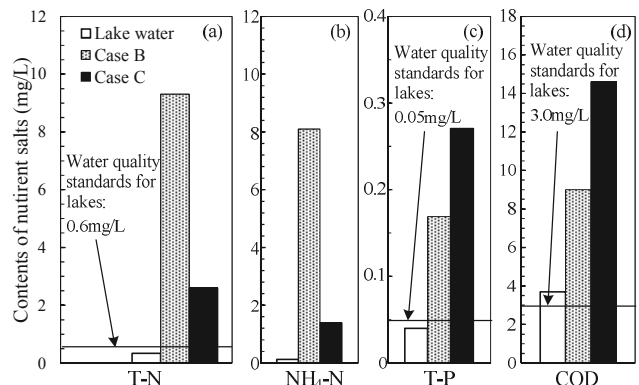 Contents of nutirent salts (mg/L)
12
10
8
6
4
2
0
Lake water
Case B
Case C
(a)
Water quality
standards for
lakes:
0.6mg/L
T-N
12
10
8
6
4
2
0
(b)
NH4-N
0.4
0.3
0.2
0.1
0
(c)
Water quality
standards for
lakes:
0.05mg/L
T-P
16
14
12
10
8
6
4
2
0
(d)
Water quality
standards for
lakes:
3.0mg/L
COD